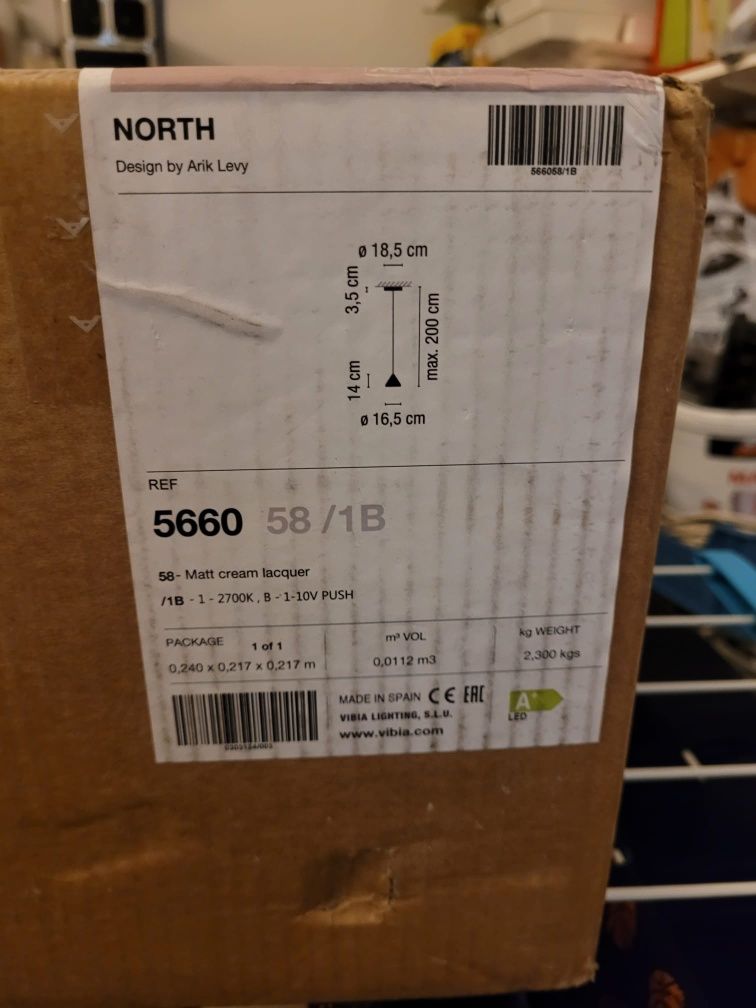 NORTH
Design by Arik Levy
566058/1B
ø 18,5 cm
3,5 cm
max. 200 cm
14 cm
ø 16,5 cm
REF
5660 58 /1B
58- Matt cream lacquer
/1B - 1 - 2700K , B - 1-10V PUSH
PACKAGE 1 of 1
0,240 x 0,217 x 0,217 m
m³ VOL
0,0112 m3
kg WEIGHT
2,300 kgs
MADE IN SPAIN CE EAC
VIBIA LIGHTING, S.L.U.
www.vibia.com
A+
LED